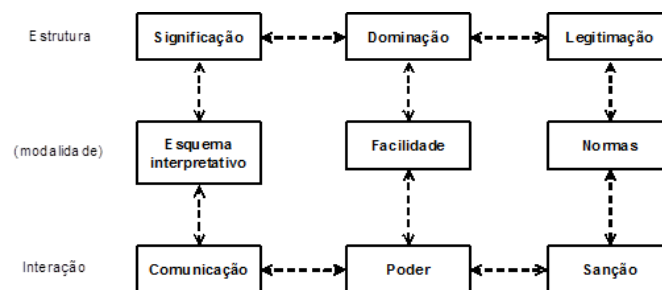 Estrutura
Significação
Dominação
Legitimação
(modalidade)
Esquema
interpretativo
Facilidade
Normas
Interação
Comunicação
Poder
Sanção